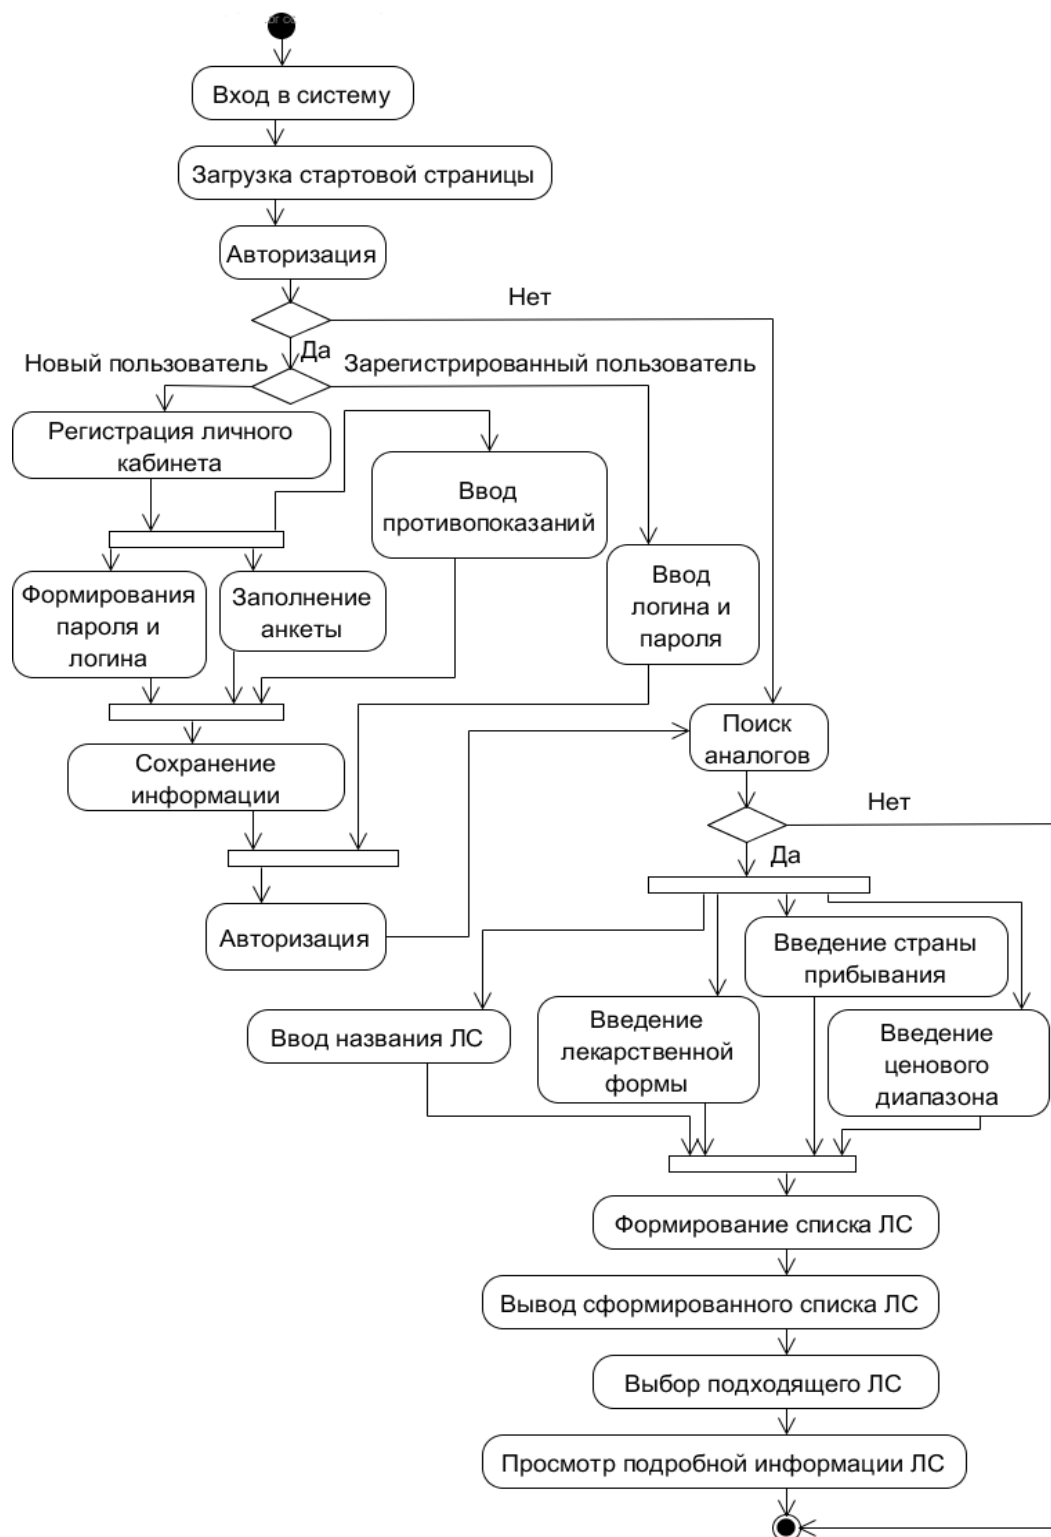 Вход в систему
Загрузка стартовой страницы
Авторизация
Нет
Да
Новый пользователь
Зарегистрированный пользователь
Регистрация личного
кабинета
Ввод
противопоказаний
Формирования
пароля и
логина
Заполнение
анкеты
Ввод
логина и
пароля
Сохранение
информации
Поиск
аналогов
Нет
Да
Авторизация
Введение страны
прибывания
Ввод названия ЛС
Введение
лекарственной
формы
Введение
ценового
диапазона
Формирование списка ЛС
Вывод сформированного списка ЛС
Выбор подходящего ЛС
Просмотр подробной информации ЛС